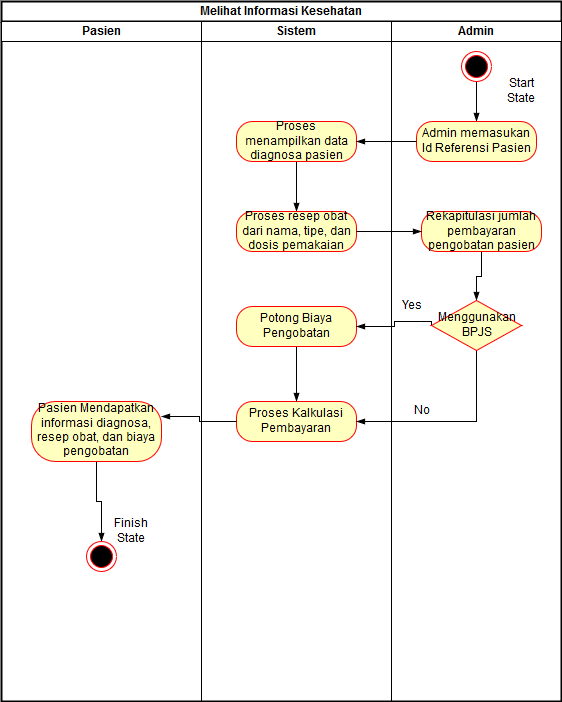 Melihat Informasi Kesehatan
Pasien
Sistem
Admin
Start
State
Admin memasukan
Id Referensi Pasien
Proses
menampilkan data
diagnosa pasien
Proses resep obat
dari nama, tipe, dan
dosis pemakaian
Rekapitulasi jumlah
pembayaran
pengobatan pasien
Menggunakan
BPJS
Yes
Potong Biaya
Pengobatan
No
Proses Kalkulasi
Pembayaran
Pasien Mendapatkan
informasi diagnosa,
resep obat, dan biaya
pengobatan
Finish
State